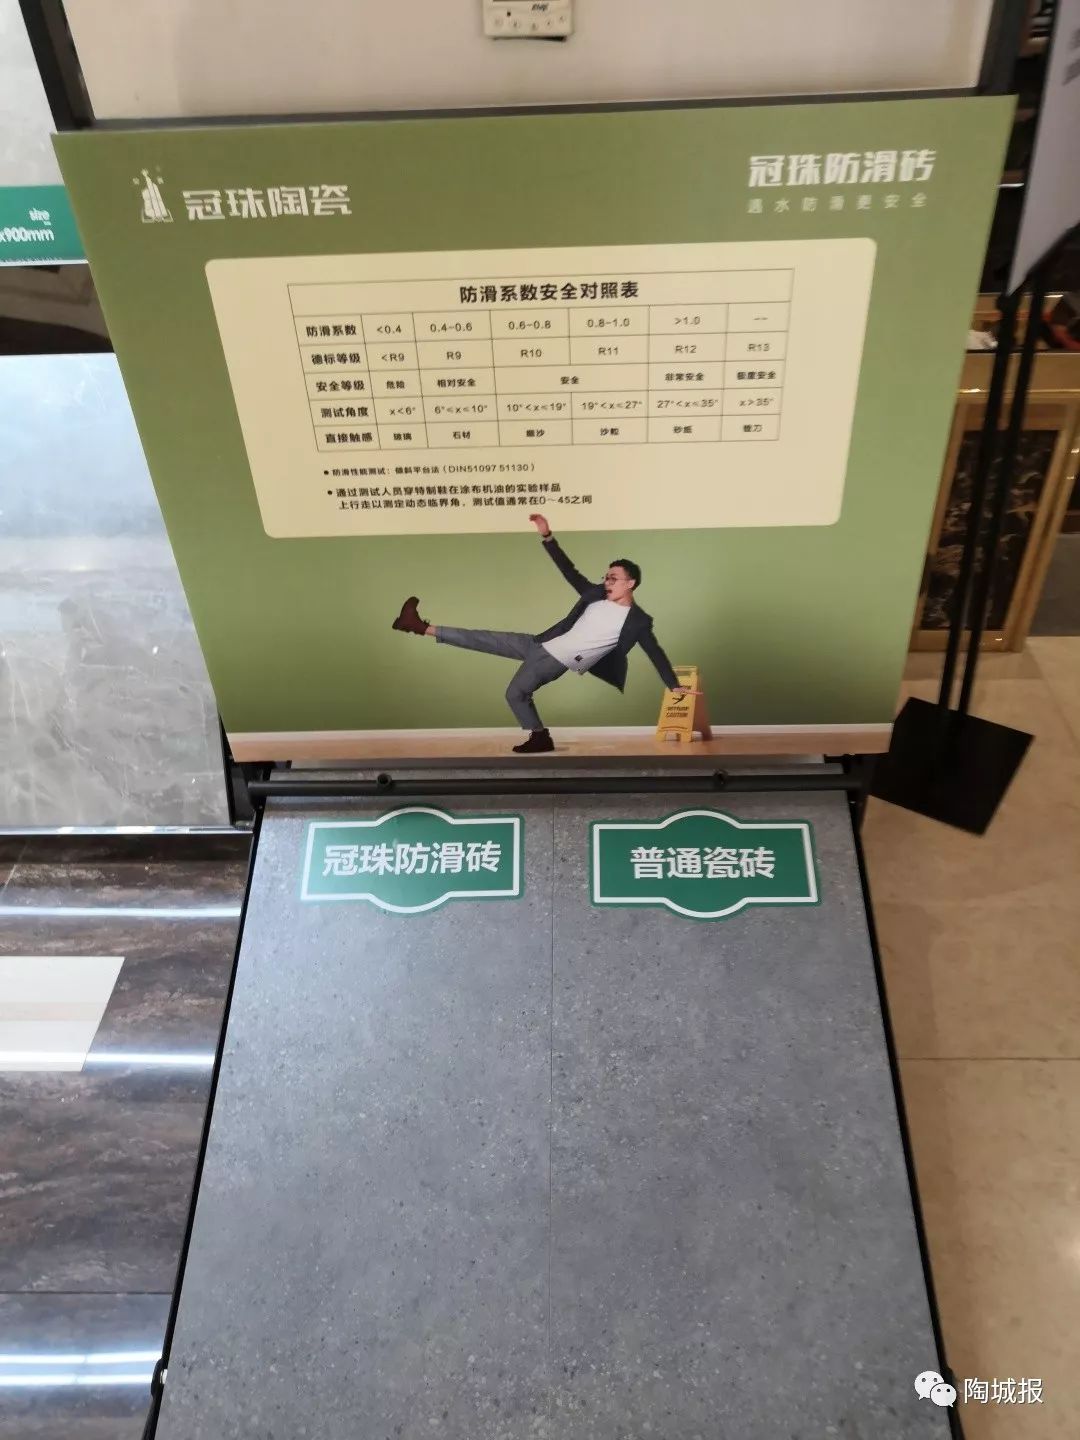 size
x900mm
冠珠陶瓷
冠珠防滑砖
遇水防滑更安全
防滑系数安全对照表
防滑系数 <0.4 0.4-0.6 0.6-0.8 0.8-1.0 >1.0 --
德标等级 <R9 R9 R10 R11 R12 R13
安全等级 危险 相对安全 安全 非常安全 极度安全
测试角度 x<6° 6°<x≤10° 10°<x≤19° 19°<x≤27° 27°<x≤35° x>35°
直接触感 玻璃 石材 细沙 沙粒 砂纸
• 防滑性能测试：倾斜平台法（DIN51097 51130）
• 通过测试人员穿特制鞋在涂布机油的实验样品
上行走以测定动态临界角，测试值通常在0~45之间
CAUTION
冠珠防滑砖
普通瓷砖
陶城报